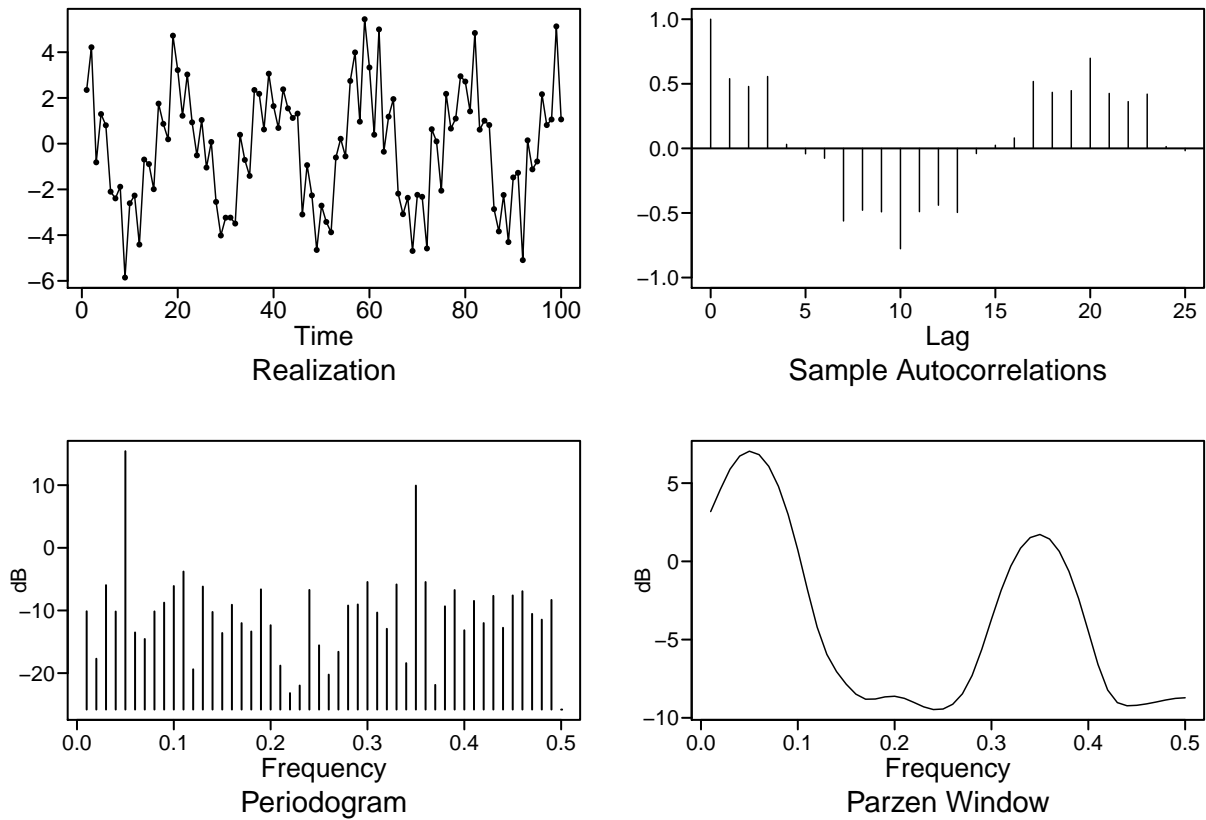 4
2
0
−2
−4
−6
0 20 40 60 80 100
Time
Realization
1.0
0.5
0.0
−0.5
−1.0
0 5 10 15 20 25
Lag
Sample Autocorrelations
10
0
−10
−20
dB
0.0 0.1 0.2 0.3 0.4 0.5
Frequency
Periodogram
5
0
−5
−10
dB
0.0 0.1 0.2 0.3 0.4 0.5
Frequency
Parzen Window